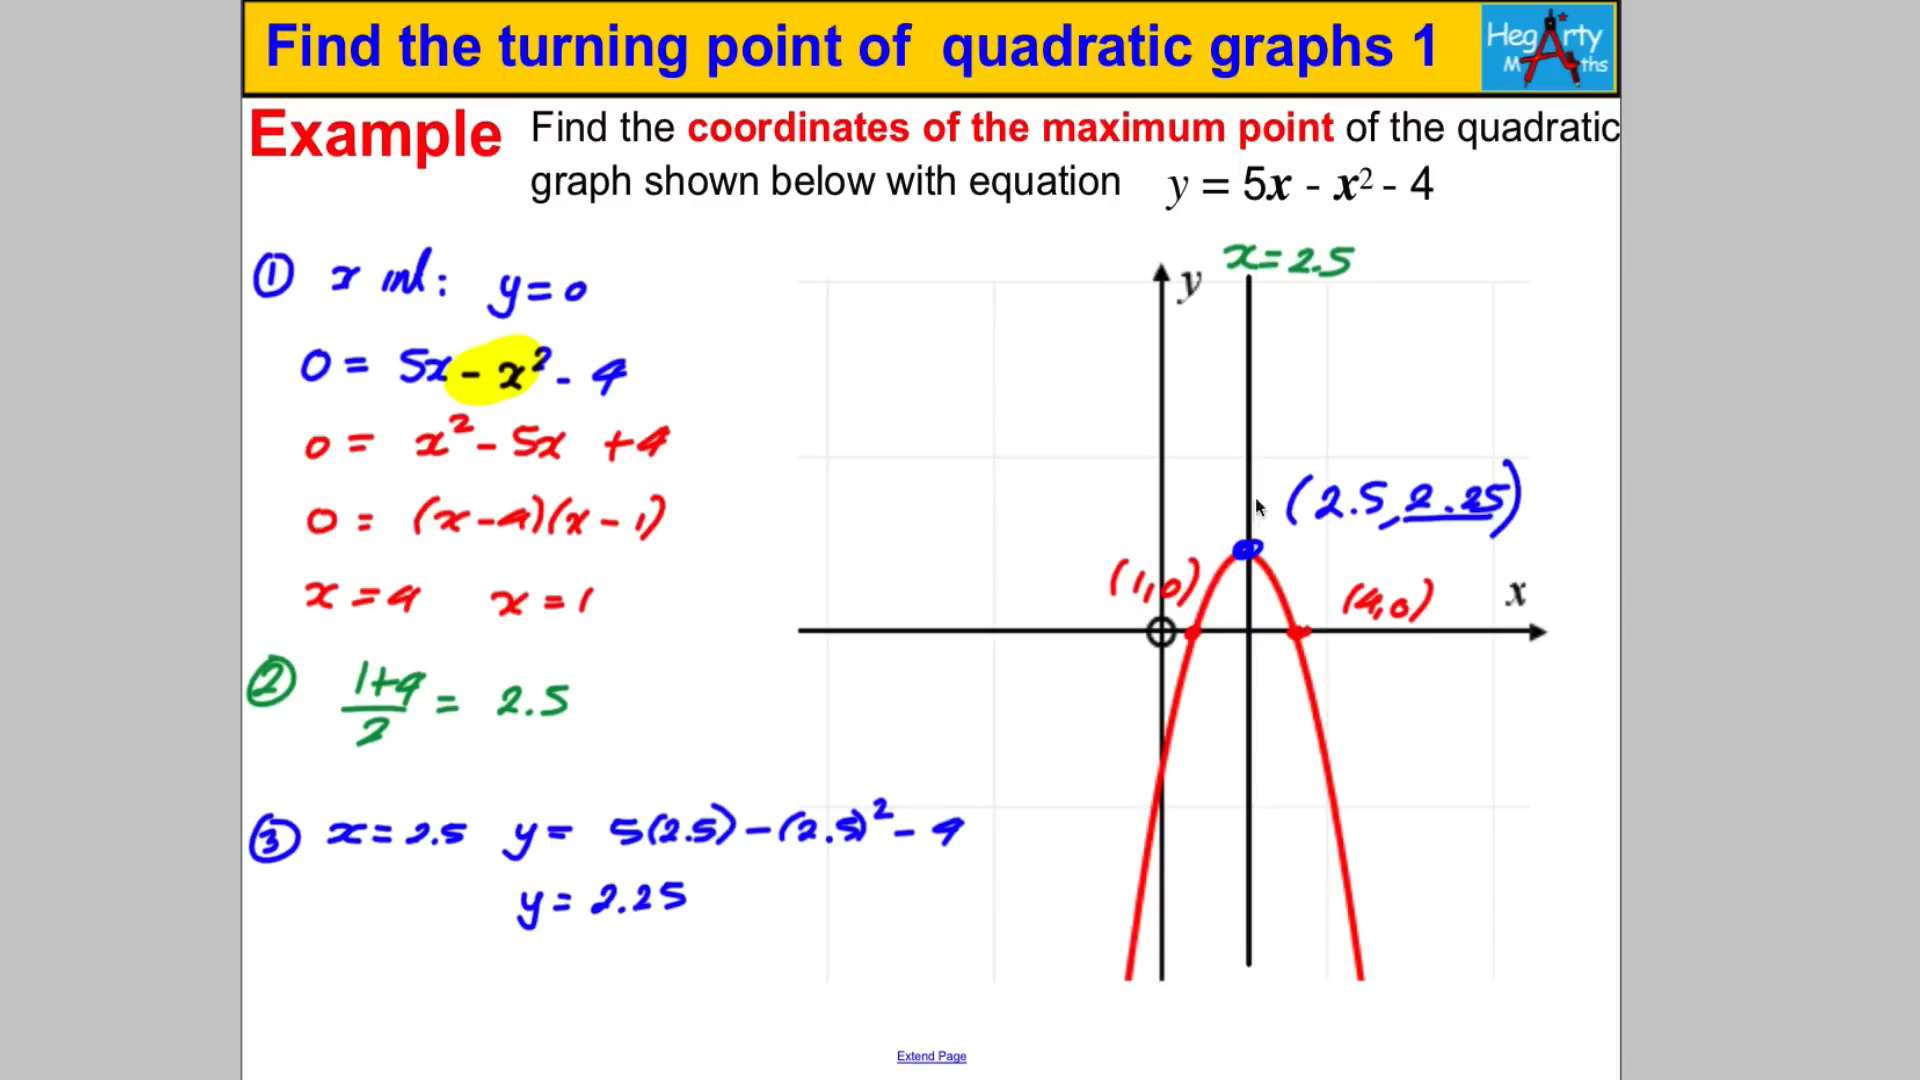 Find the turning point of quadratic graphs 1
Hegarty
Maths
Example
Find the coordinates of the maximum point of the quadratic
graph shown below with equation y = 5x - x² - 4
① x int: y=0
0 = 5x - x² - 4
0 = x² - 5x + 4
0 = (x - 4)(x - 1)
x = 4 x = 1
② 1+4/2 = 2.5
③ x = 2.5 y = 5(2.5) - (2.5)² - 4
y = 2.25
x = 2.5
y
(2.5, 2.25)
(1,0)
(4,0)
x
Extend Page